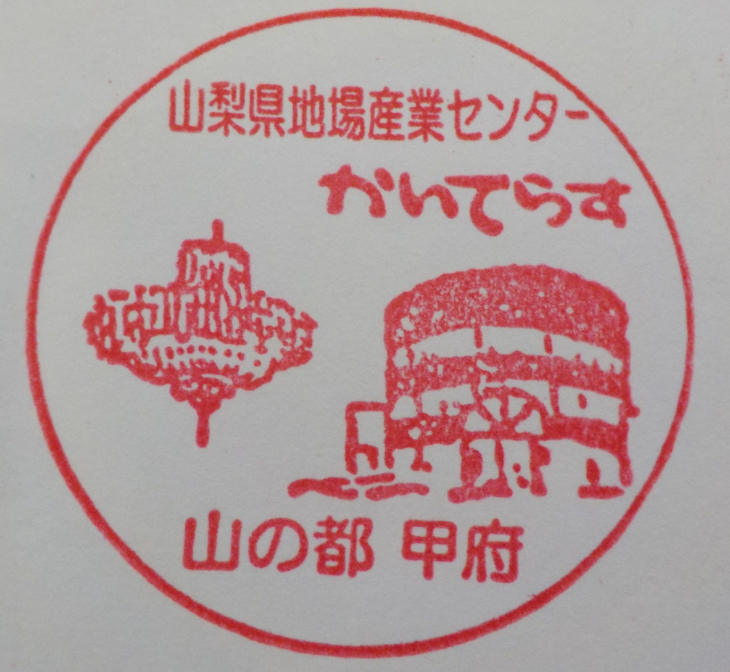 山梨県地場産業センター
かいてらす
山の都 甲府